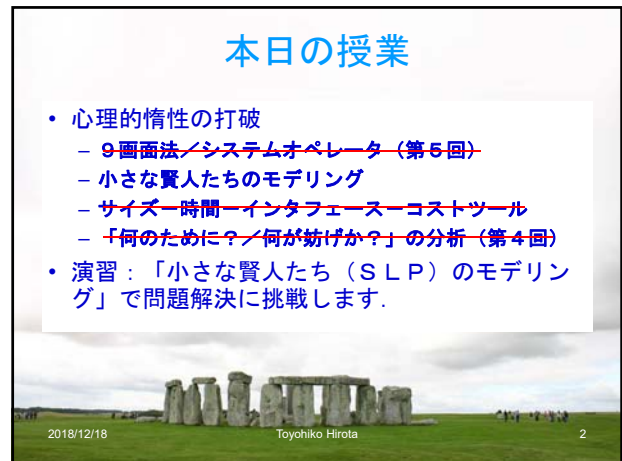 本日の授業
• 心理的惰性の打破
– ９画面法／システムオペレータ（第５回）
– 小さな賢人たちのモデリング
– サイズー時間ーインタフェースーコストツール
– 「何のために？／何が妨げか？」の分析（第４回）
• 演習：「小さな賢人たち（ＳＬＰ）のモデリン
グ」で問題解決に挑戦します.
2018/12/18
Toyohiko Hirota
2